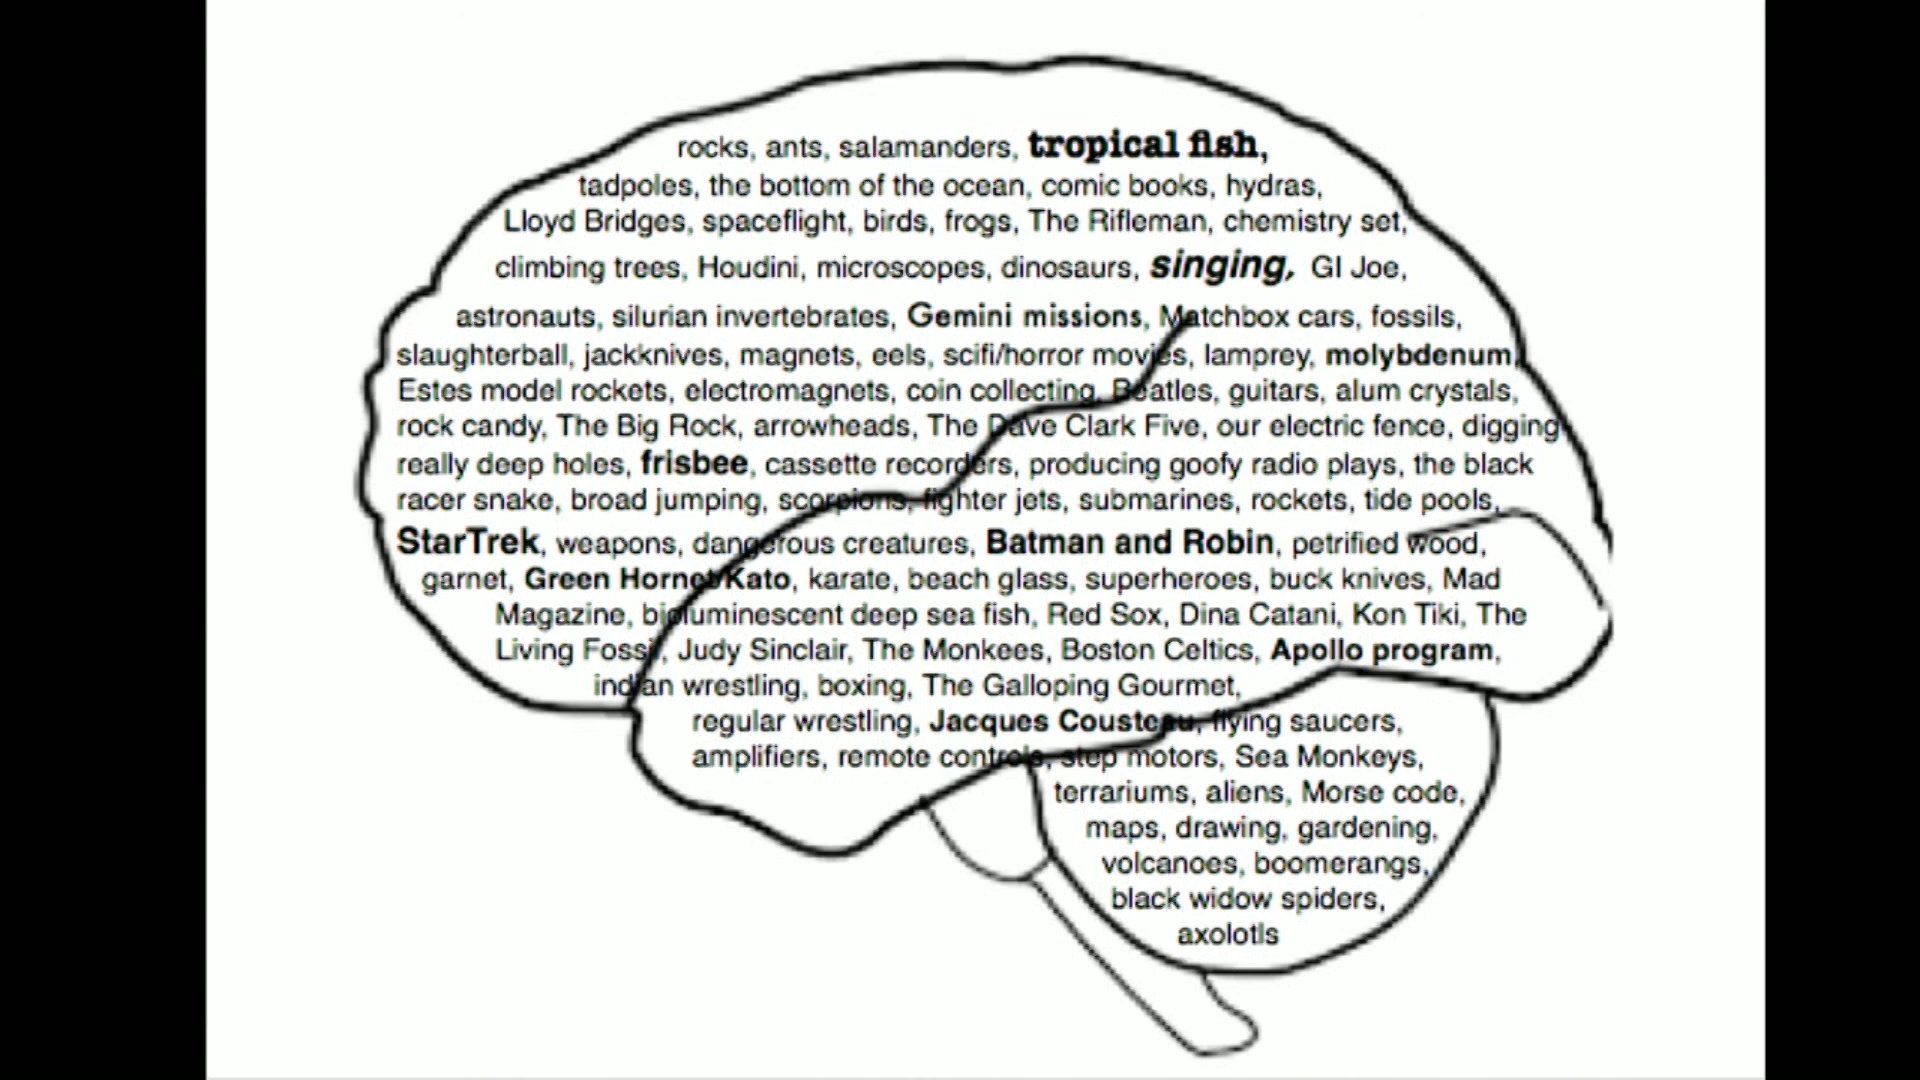 rocks, ants, salamanders, tropical fish,
tadpoles, the bottom of the ocean, comic books, hydras,
Lloyd Bridges, spaceflight, birds, frogs, The Rifleman, chemistry set,
climbing trees, Houdini, microscopes, dinosaurs, singing, GI Joe,
astronauts, silurian invertebrates, Gemini missions, Matchbox cars, fossils,
slaughterball, jackknives, magnets, eels, scifi/horror movies, lamprey, molybdenum,
Estes model rockets, electromagnets, coin collecting, Beatles, guitars, alum crystals,
rock candy, The Big Rock, arrowheads, The Dave Clark Five, our electric fence, digging
really deep holes, frisbee, cassette recorders, producing goofy radio plays, the black
racer snake, broad jumping, scorpions, fighter jets, submarines, rockets, tide pools,
StarTrek, weapons, dangerous creatures, Batman and Robin, petrified wood,
garnet, Green Hornet/Kato, karate, beach glass, superheroes, buck knives, Mad
Magazine, bioluminescent deep sea fish, Red Sox, Dina Catani, Kon Tiki, The
Living Fossil, Judy Sinclair, The Monkees, Boston Celtics, Apollo program,
indian wrestling, boxing, The Galloping Gourmet,
regular wrestling, Jacques Cousteau, flying saucers,
amplifiers, remote controls, step motors, Sea Monkeys,
terrariums, aliens, Morse code,
maps, drawing, gardening,
volcanoes, boomerangs,
black widow spiders,
axolotls